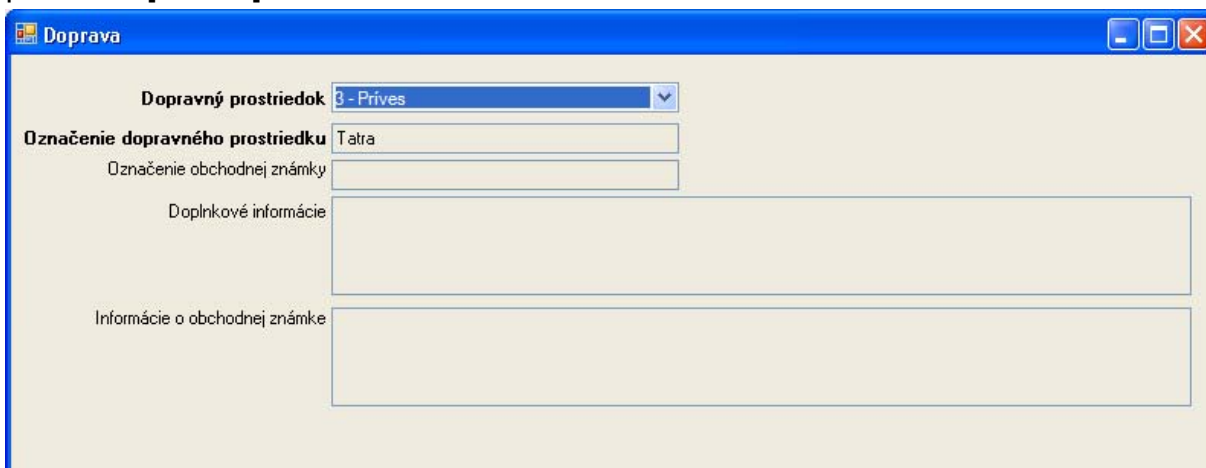 Doprava
Dopravný prostriedok 3 - Príves
Označenie dopravného prostriedku Tatra
Označenie obchodnej známky
Doplnkové informácie
Informácie o obchodnej známke